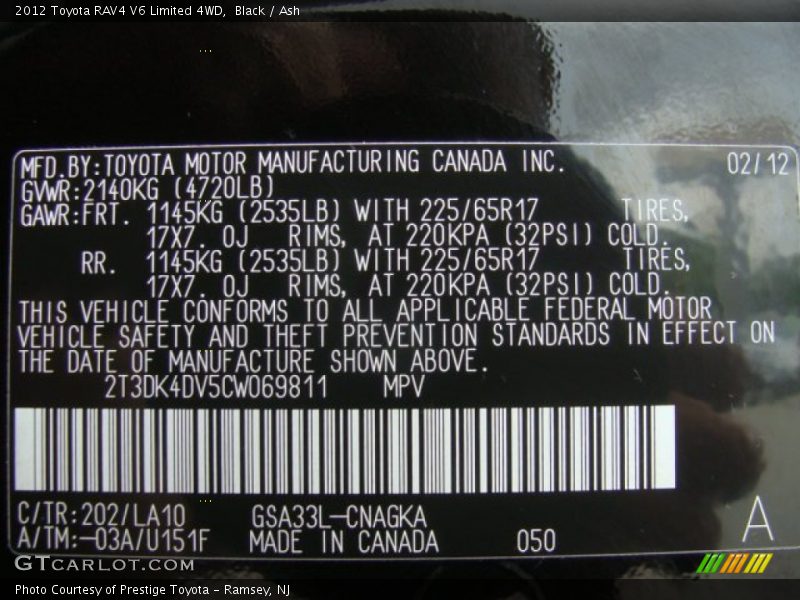 2012 Toyota RAV4 V6 Limited 4WD,  Black / Ash
MFD.BY:TOYOTA MOTOR MANUFACTURING CANADA INC. 02/12
GVWR:2140KG (4720LB)
GAWR:FRT. 1145KG (2535LB) WITH 225/65R17 TIRES,
17X7. 0J RIMS, AT 220KPA (32PSI) COLD.
RR. 1145KG (2535LB) WITH 225/65R17 TIRES,
17X7. 0J RIMS, AT 220KPA (32PSI) COLD.
THIS VEHICLE CONFORMS TO ALL APPLICABLE FEDERAL MOTOR
VEHICLE SAFETY AND THEFT PREVENTION STANDARDS IN EFFECT ON
THE DATE OF MANUFACTURE SHOWN ABOVE.
2T3DK4DV5CW069811 MPV
C/TR:202/LA10 GSA33L-CNAGKA
A/TM:-03A/U151F MADE IN CANADA 050 A
GTCARLOT.COM
Photo Courtesy of Prestige Toyota - Ramsey, NJ